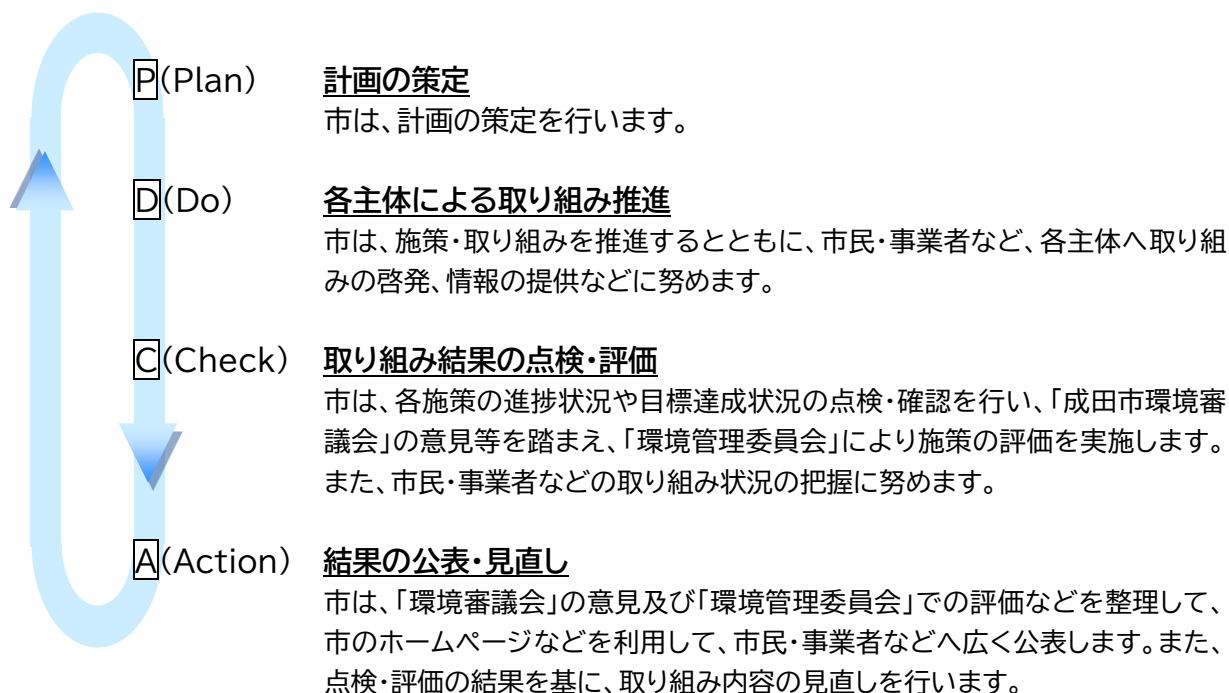 P(Plan) 計画の策定
市は、計画の策定を行います。
D(Do) 各主体による取り組み推進
市は、施策・取り組みを推進するとともに、市民・事業者など、各主体へ取り組
みの啓発、情報の提供などに努めます。
C(Check) 取り組み結果の点検・評価
市は、各施策の進捗状況や目標達成状況の点検・確認を行い、「成田市環境審
議会」の意見等を踏まえ、「環境管理委員会」により施策の評価を実施します。
また、市民・事業者などの取り組み状況の把握に努めます。
A(Action) 結果の公表・見直し
市は、「環境審議会」の意見及び「環境管理委員会」での評価などを整理して、
市のホームページなどを利用して、市民・事業者などへ広く公表します。また、
点検・評価の結果を基に、取り組み内容の見直しを行います。